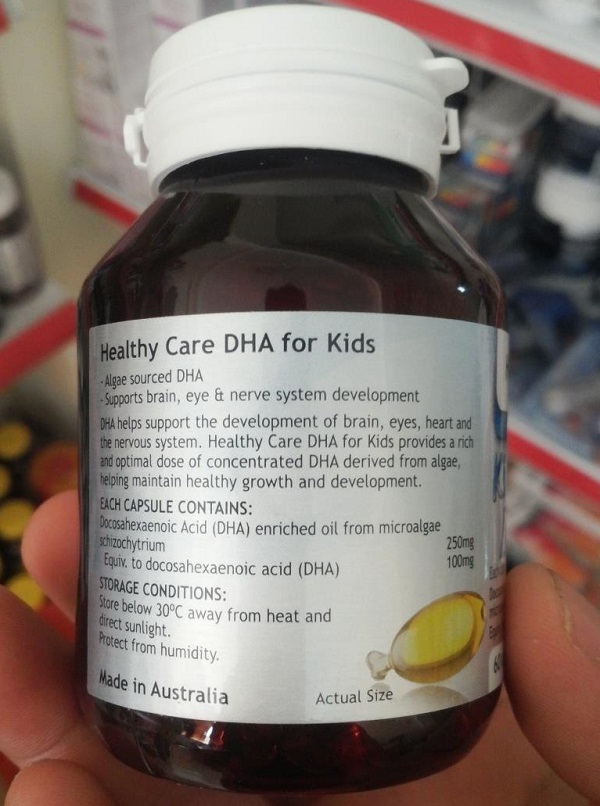 Healthy Care DHA for Kids
- Algae sourced DHA
- Supports brain, eye & nerve system development
DHA helps support the development of brain, eyes, heart and
the nervous system. Healthy Care DHA for Kids provides a rich
and optimal dose of concentrated DHA derived from algae,
helping maintain healthy growth and development.
EACH CAPSULE CONTAINS:
Docosahexaenoic Acid (DHA) enriched oil from microalgae
schizochytrium 250mg
Equiv. to docosahexaenoic acid (DHA) 100mg
STORAGE CONDITIONS:
Store below 30ºC away from heat and
direct sunlight.
Protect from humidity.
Made in Australia
Actual Size